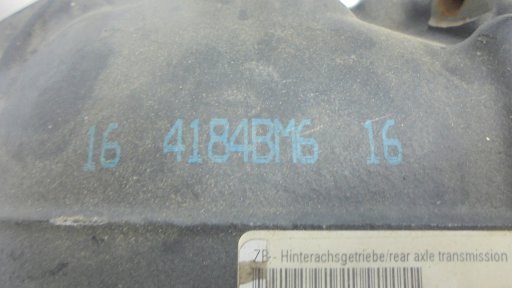 16 4184BM6 16
ZB - Hinterachsgetriebe/rear axle transmission